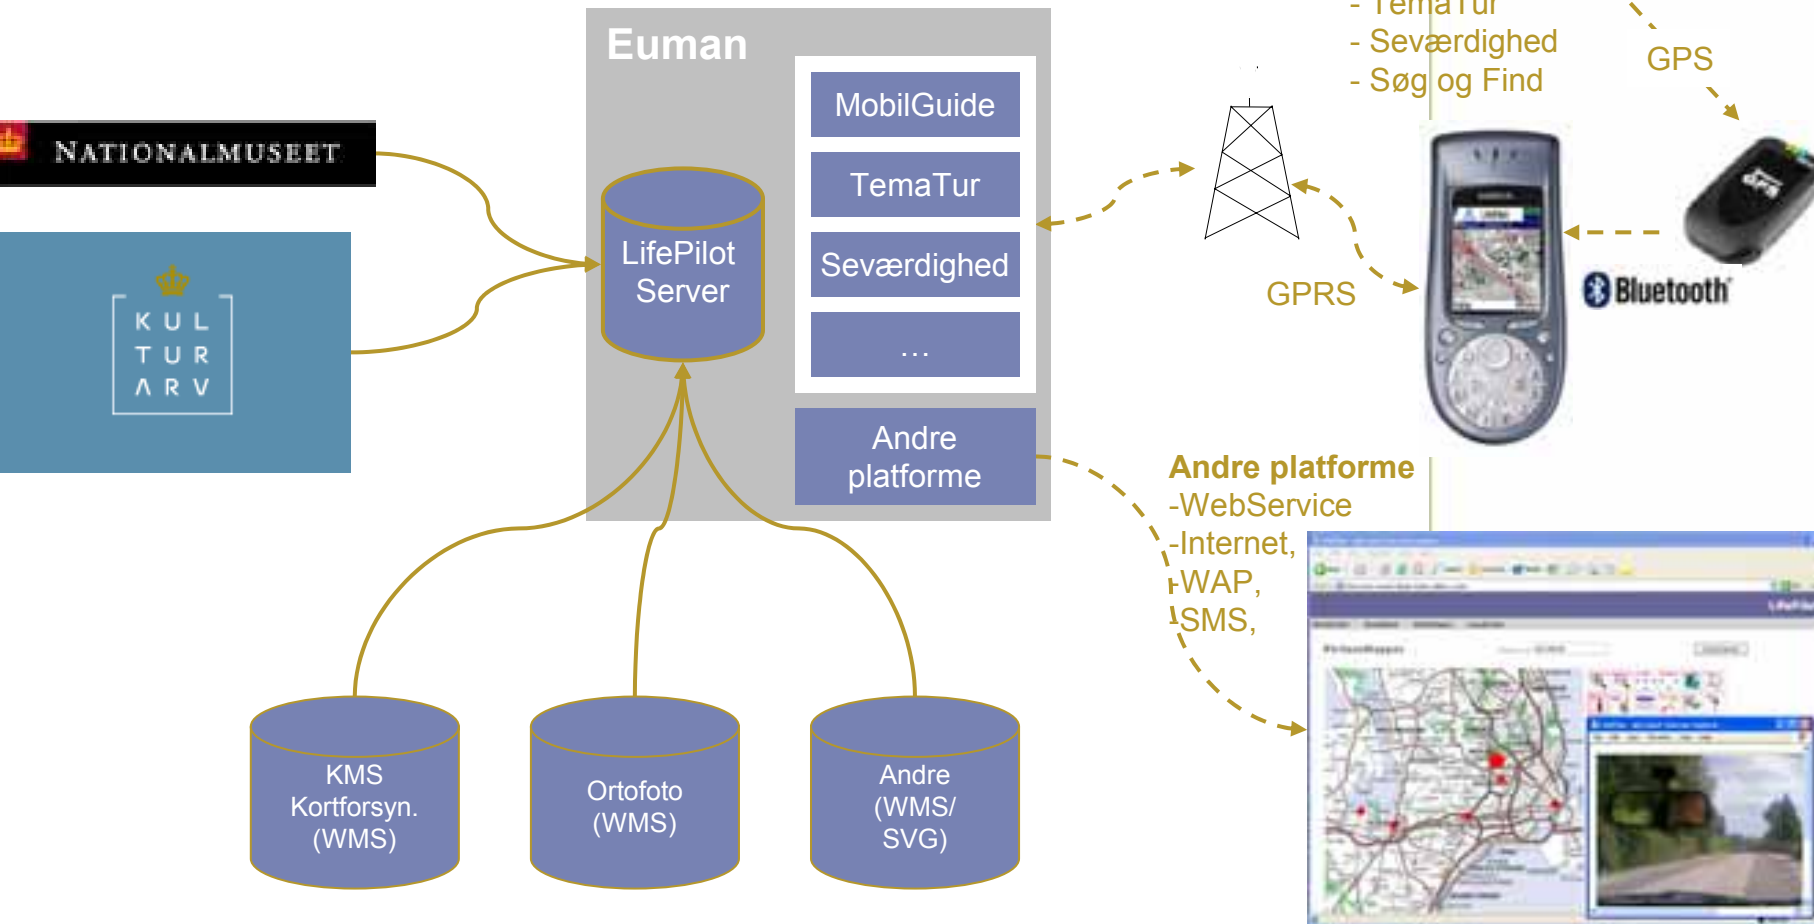 Euman
- TemaTur
- Seværdighed
- Søg og Find
GPS
NATIONALMUSEET
MobilGuide
TemaTur
Seværdighed
…
LifePilot
Server
KUL
TUR
ARV
GPRS
GPS
Bluetooth
Andre
platforme
Andre platforme
-WebService
-Internet,
-WAP,
-SMS,
KMS
Kortforsyn.
(WMS)
Ortofoto
(WMS)
Andre
(WMS/
SVG)